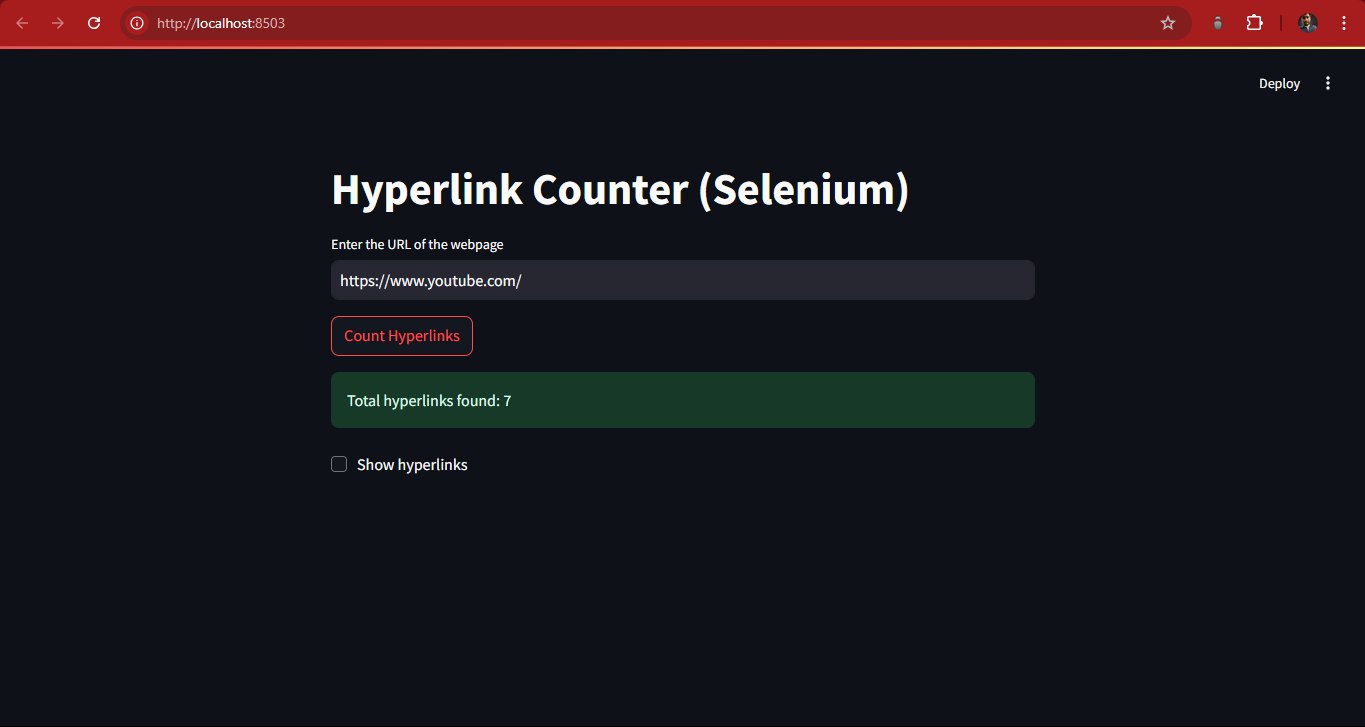 http://localhost:8503
Deploy
Hyperlink Counter (Selenium)
Enter the URL of the webpage
https://www.youtube.com/
Count Hyperlinks
Total hyperlinks found: 7
Show hyperlinks